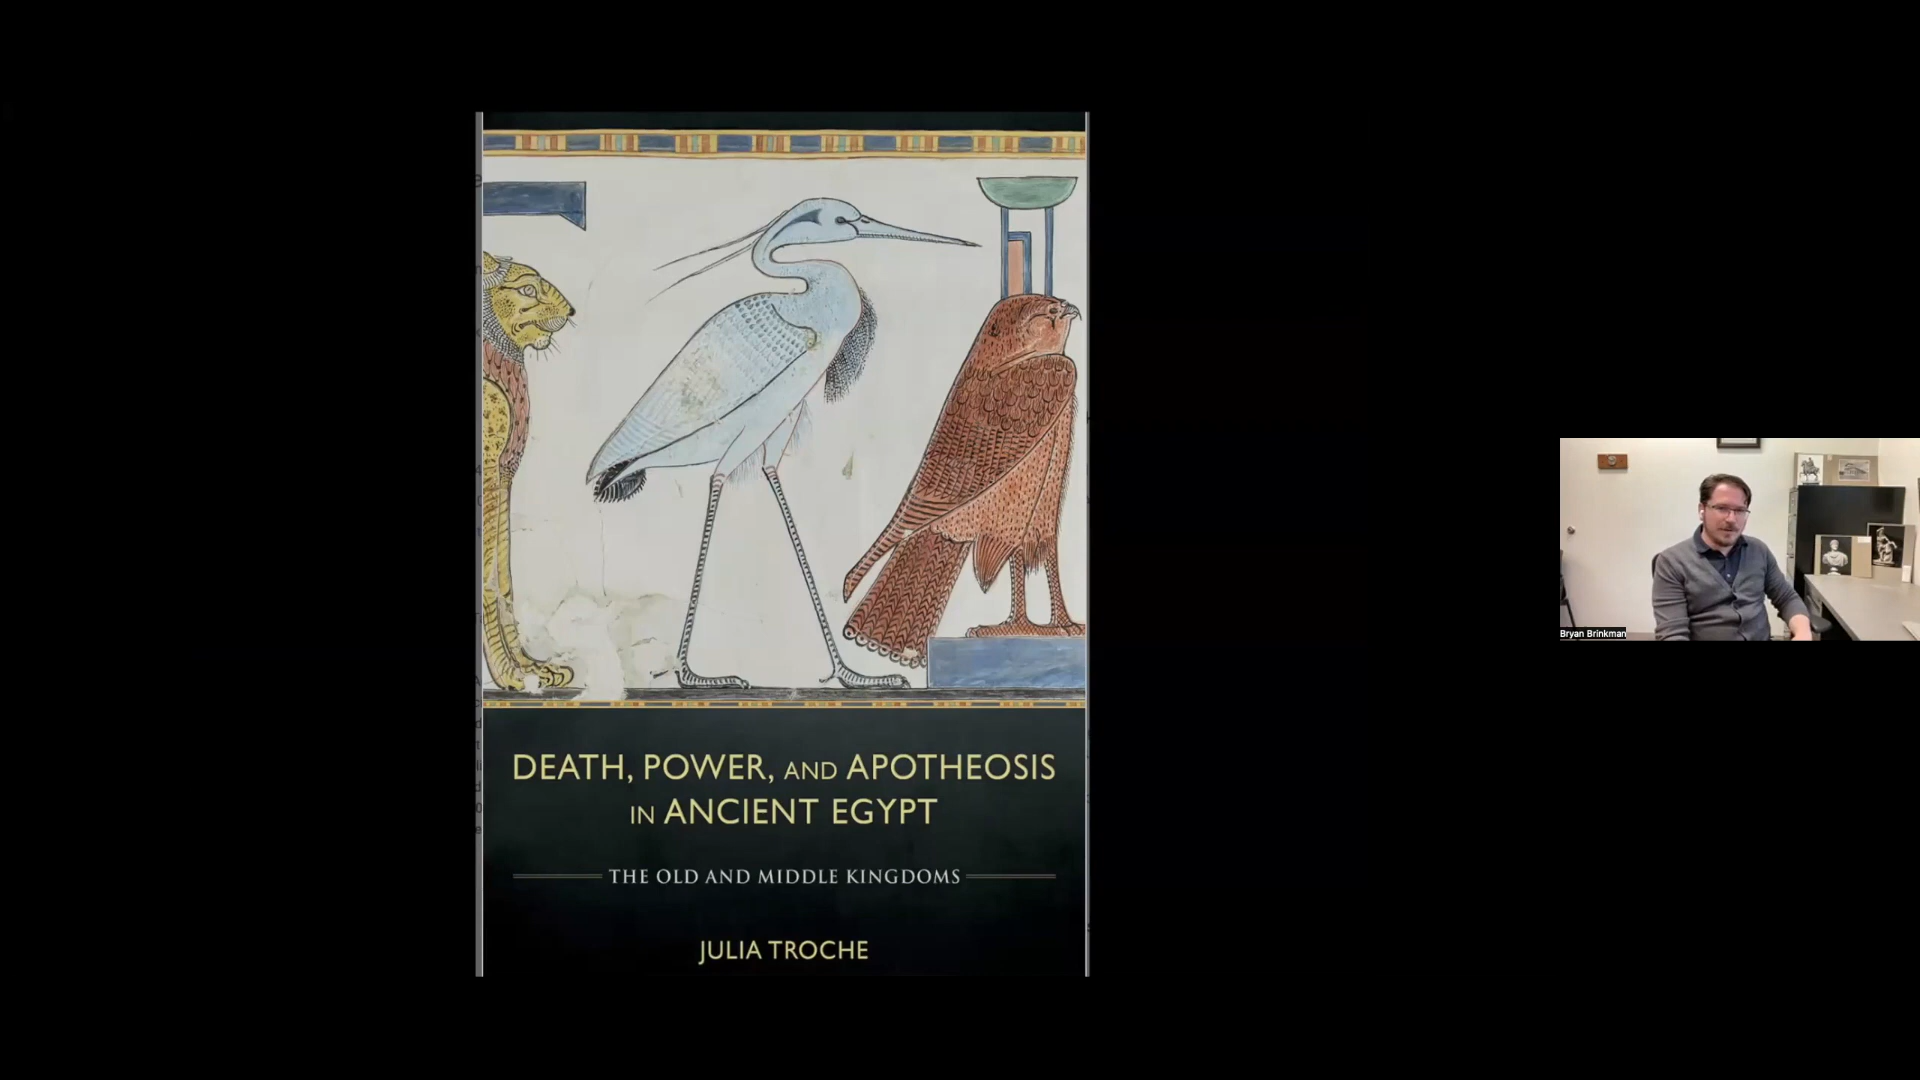 DEATH, POWER, AND APOTHEOSIS
IN ANCIENT EGYPT
THE OLD AND MIDDLE KINGDOMS
JULIA TROCHE
Bryan Brinkman